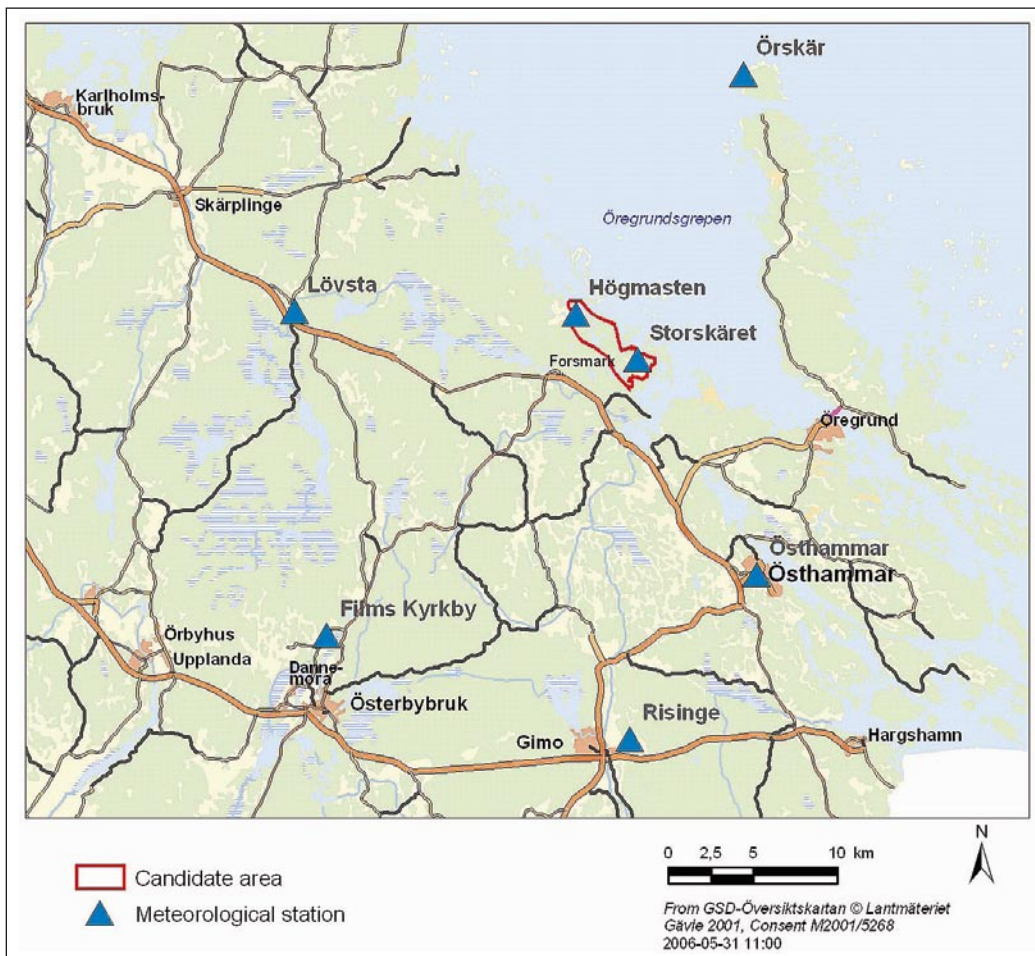 Örskär
Karlholms-
bruk
Skärplinge
Öregrundsgrepen
Lövsta
Högmasten
Storskäret
Forsmark
Öregrund
Östhammar
Östhammar
Films Kyrkby
Örbyhus
Upplanda
Danne-
mora
Österbybruk
Risinge
Gimo
Hargshamn
N
0 2,5 5 10 km
Candidate area
Meteorological station
From GSD-Översiktskartan © Lantmäteriet
Gävle 2001, Consent M2001/5268
2006-05-31 11:00